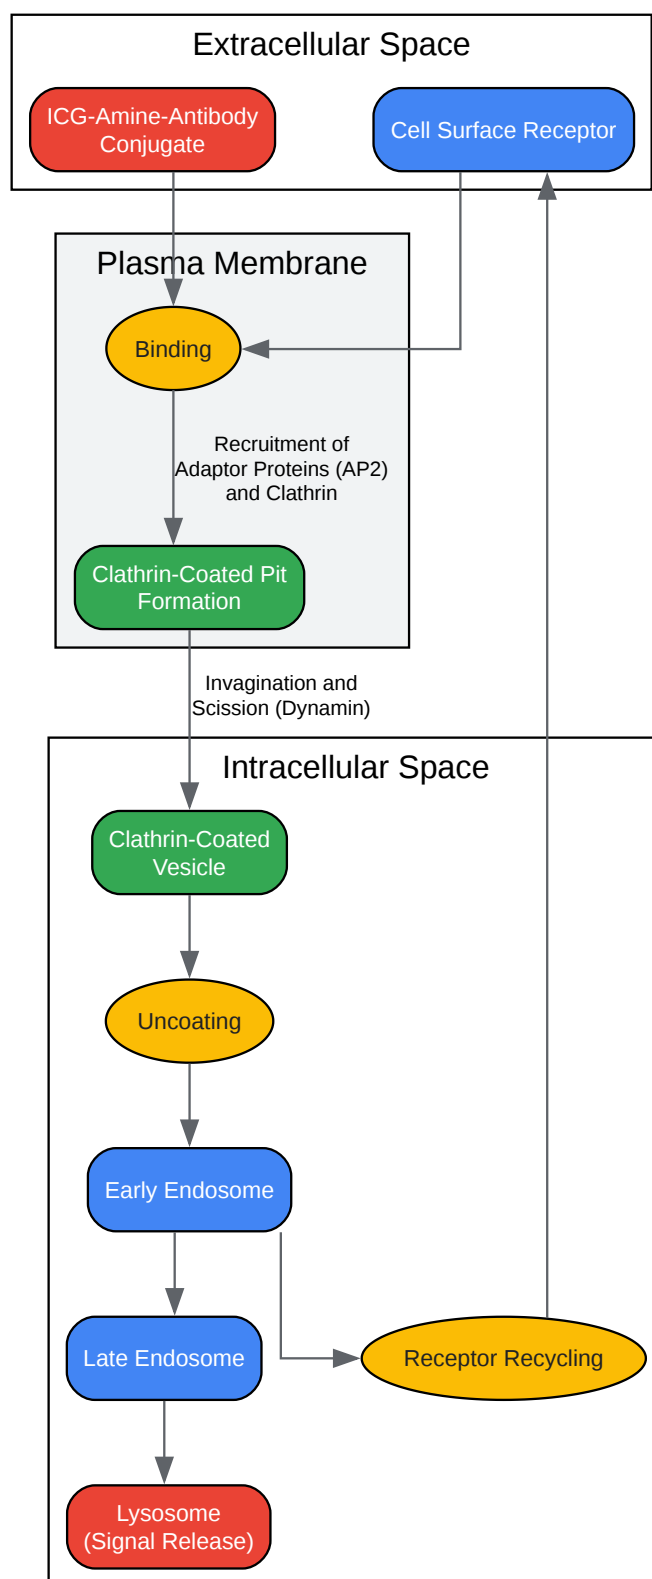 Extracellular Space
ICG-Amine-Antibody
Conjugate
Cell Surface Receptor
Plasma Membrane
Binding
Recruitment of
Adaptor Proteins (AP2)
and Clathrin
Clathrin-Coated Pit
Formation
Invagination and
Scission (Dynamin)
Intracellular Space
Clathrin-Coated
Vesicle
Uncoating
Early Endosome
Late Endosome
Receptor Recycling
Lysosome
(Signal Release)